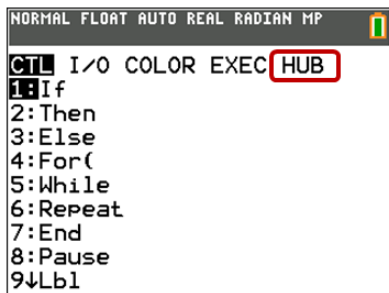 NORMAL FLOAT AUTO REAL RADIAN MP
CTL I/O COLOR EXEC HUB
1:If
2:Then
3:Else
4:For(
5:While
6:Repeat
7:End
8:Pause
9↓Lbl